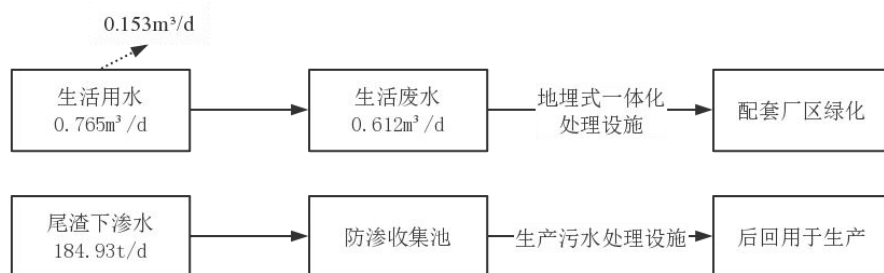 0.153m³/d
生活用水
0.765m³/d
生活废水
0.612m³/d
地埋式一体化
处理设施
配套厂区绿化
尾渣下渗水
184.93t/d
防渗收集池
生产污水处理设施
后回用于生产